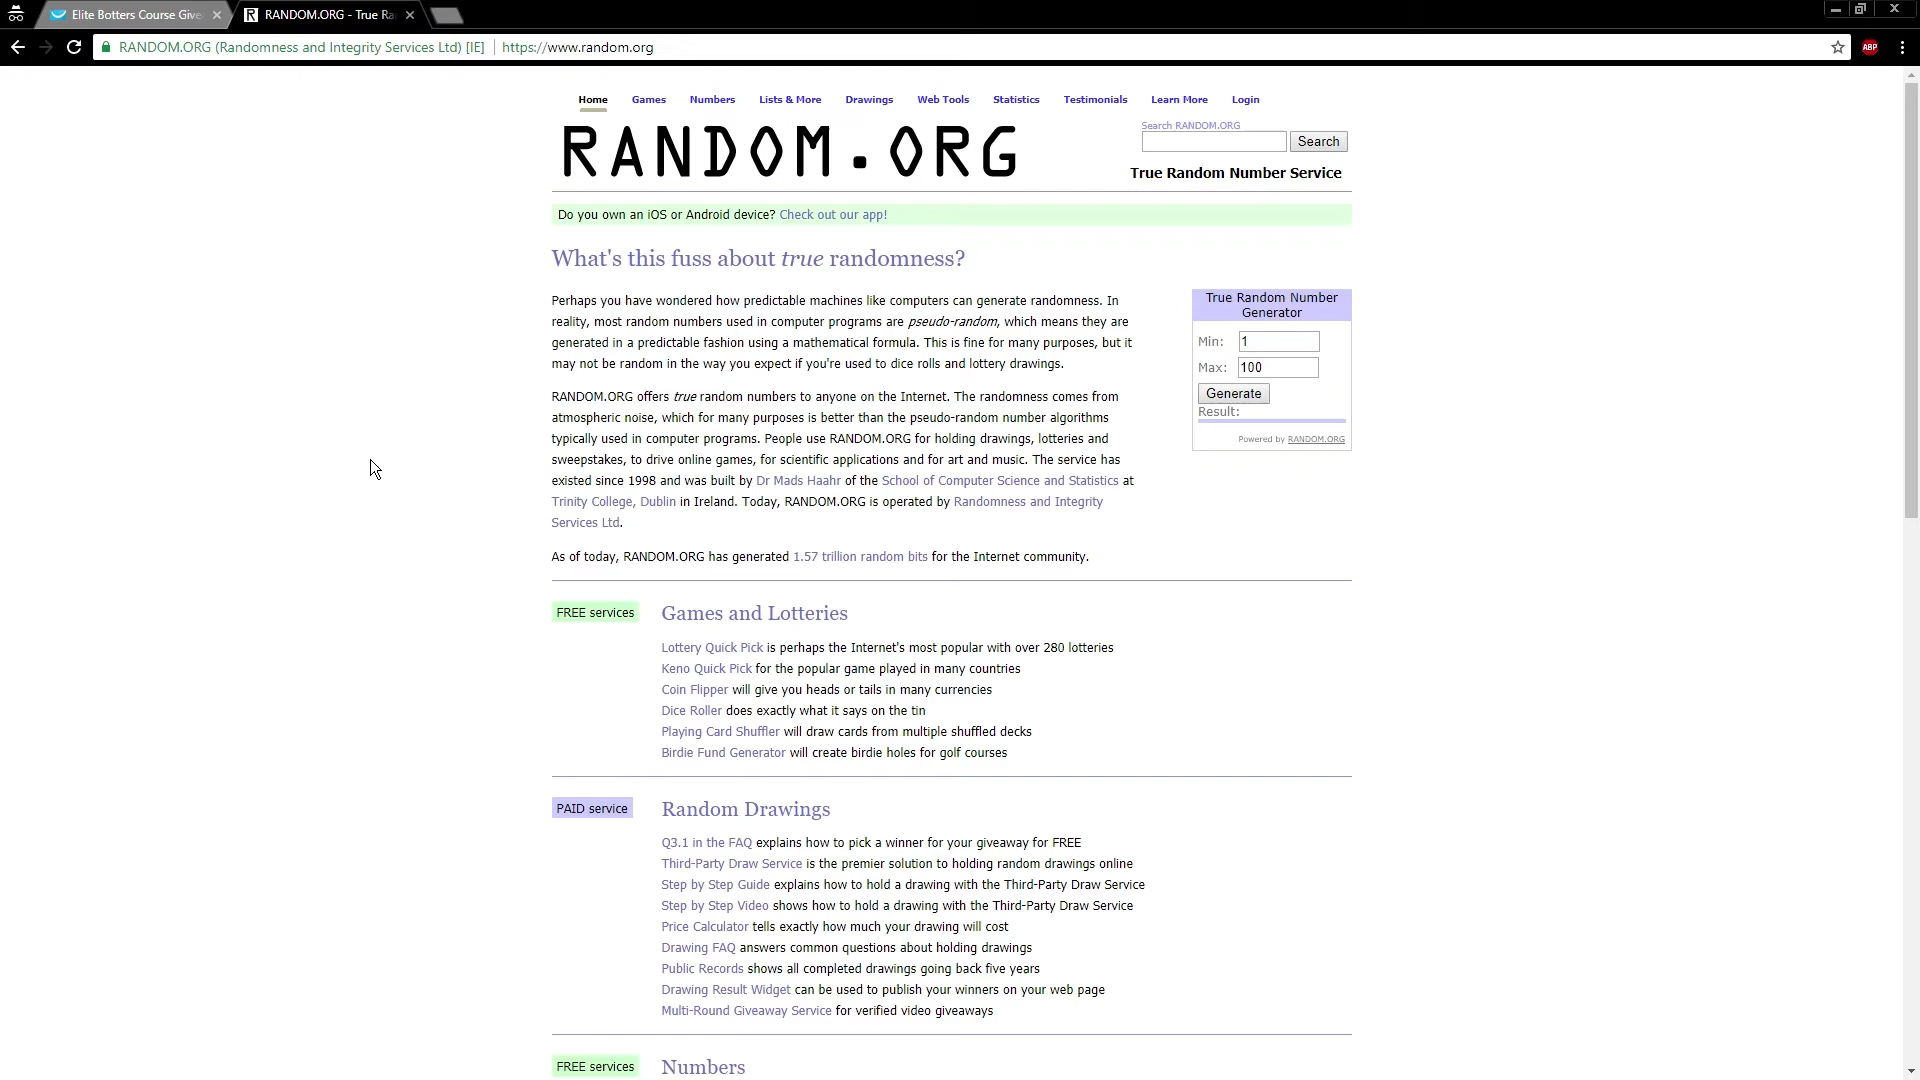 Elite Botters Course Give
RANDOM.ORG - True Ra
RANDOM.ORG (Randomness and Integrity Services Ltd) [IE]
https://www.random.org
ABP
Home Games Numbers Lists & More Drawings Web Tools Statistics Testimonials Learn More Login
RANDOM.ORG
Search RANDOM.ORG
Search
True Random Number Service
Do you own an iOS or Android device? Check out our app!
What's this fuss about true randomness?
Perhaps you have wondered how predictable machines like computers can generate randomness. In
reality, most random numbers used in computer programs are pseudo-random, which means they are
generated in a predictable fashion using a mathematical formula. This is fine for many purposes, but it
may not be random in the way you expect if you're used to dice rolls and lottery drawings.
RANDOM.ORG offers true random numbers to anyone on the Internet. The randomness comes from
atmospheric noise, which for many purposes is better than the pseudo-random number algorithms
typically used in computer programs. People use RANDOM.ORG for holding drawings, lotteries and
sweepstakes, to drive online games, for scientific applications and for art and music. The service has
existed since 1998 and was built by Dr Mads Haahr of the School of Computer Science and Statistics at
Trinity College, Dublin in Ireland. Today, RANDOM.ORG is operated by Randomness and Integrity
Services Ltd.
As of today, RANDOM.ORG has generated 1.57 trillion random bits for the Internet community.
True Random Number
Generator
Min: 1
Max: 100
Generate
Result:
Powered by RANDOM.ORG
FREE services
Games and Lotteries
Lottery Quick Pick is perhaps the Internet's most popular with over 280 lotteries
Keno Quick Pick for the popular game played in many countries
Coin Flipper will give you heads or tails in many currencies
Dice Roller does exactly what it says on the tin
Playing Card Shuffler will draw cards from multiple shuffled decks
Birdie Fund Generator will create birdie holes for golf courses
PAID service
Random Drawings
Q3.1 in the FAQ explains how to pick a winner for your giveaway for FREE
Third-Party Draw Service is the premier solution to holding random drawings online
Step by Step Guide explains how to hold a drawing with the Third-Party Draw Service
Step by Step Video shows how to hold a drawing with the Third-Party Draw Service
Price Calculator tells exactly how much your drawing will cost
Drawing FAQ answers common questions about holding drawings
Public Records shows all completed drawings going back five years
Drawing Result Widget can be used to publish your winners on your web page
Multi-Round Giveaway Service for verified video giveaways
FREE services
Numbers